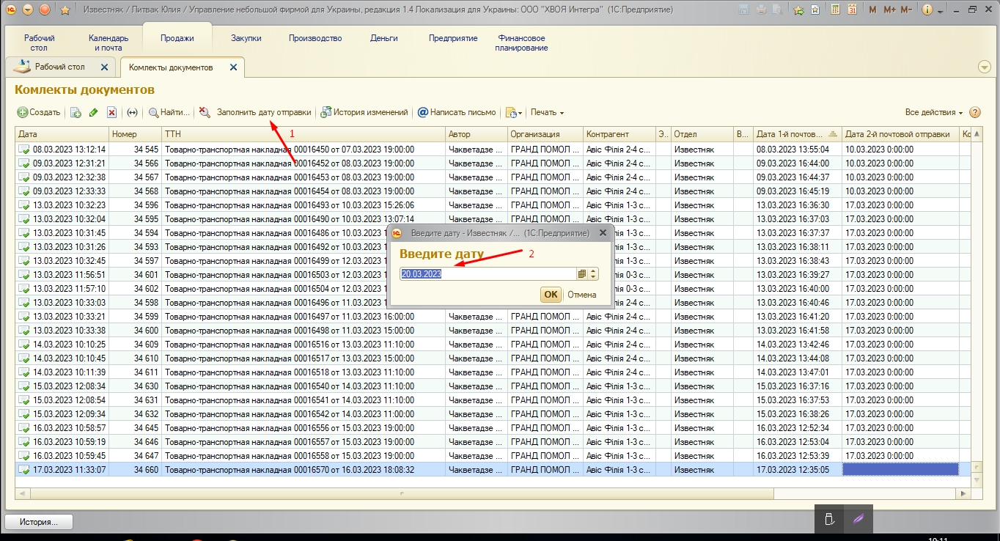 Известняк / Литвак Юлия / Управление небольшой фирмой для Украины, редакция 1.4 Локализация для Украины: ООО "ХВОЯ Интегра" (1С:Предприятие)
M M+ M-
Рабочий стол Календарь и почта Продажи Закупки Производство Деньги Предприятие Финансовое планирование
Рабочий стол Комлекты документов
Комлекты документов
Создать Найти... Заполнить дату отправки История изменений Написать письмо Печать Все действия
1
Дата Номер ТТН Автор Организация Контрагент Э.. Отдел В... Дата 1-й почтов... Дата 2-й почтовой отправки Ко
08.03.2023 13:12:14 34 545 Товарно-транспортная накладная 00016450 от 07.03.2023 19:00:00 Чакветадзе ... ГРАНД ПОМОЛ ... Авіс Філія 2-4 с... Известняк 08.03.2023 13:55:04 10.03.2023 0:00:00
09.03.2023 12:31:21 34 566 Товарно-транспортная накладная 00016452 от 08.03.2023 19:00:00 Чакветадзе ... ГРАНД ПОМОЛ ... Авіс Філія 2-4 с... Известняк 09.03.2023 16:44:00 10.03.2023 0:00:00
09.03.2023 12:32:38 34 567 Товарно-транспортная накладная 00016453 от 08.03.2023 19:00:00 Чакветадзе ... ГРАНД ПОМОЛ ... Авіс Філія 2-4 с... Известняк 09.03.2023 16:44:37 10.03.2023 0:00:00
09.03.2023 12:33:33 34 568 Товарно-транспортная накладная 00016454 от 08.03.2023 19:00:00 Чакветадзе ... ГРАНД ПОМОЛ ... Авіс Філія 2-4 с... Известняк 09.03.2023 16:45:19 10.03.2023 0:00:00
13.03.2023 10:32:23 34 596 Товарно-транспортная накладная 00016493 от 10.03.2023 15:26:06 Чакветадзе ... ГРАНД ПОМОЛ ... Авіс Філія 1-3 с... Известняк 13.03.2023 16:36:30 17.03.2023 0:00:00
13.03.2023 10:32:04 34 595 Товарно-транспортная накладная 00016490 от 10.03.2023 13:07:14 Чакветадзе ... ГРАНД ПОМОЛ ... Авіс Філія 1-3 с... Известняк 13.03.2023 16:37:03 17.03.2023 0:00:00
13.03.2023 10:31:45 34 594 Товарно-транспортная накладная 00016486 от 10.03.2023 1-3 с... Известняк 13.03.2023 16:37:37 17.03.2023 0:00:00
13.03.2023 10:31:26 34 593 Товарно-транспортная накладная 00016492 от 10.03.2023 1-3 с... Известняк 13.03.2023 16:38:11 17.03.2023 0:00:00
13.03.2023 10:32:45 34 597 Товарно-транспортная накладная 00016499 от 12.03.2023 1-3 с... Известняк 13.03.2023 16:38:43 17.03.2023 0:00:00
13.03.2023 11:56:51 34 601 Товарно-транспортная накладная 00016503 от 12.03.2023 0-3 с... Известняк 13.03.2023 16:39:27 17.03.2023 0:00:00
13.03.2023 11:57:10 34 602 Товарно-транспортная накладная 00016504 от 12.03.2023 0-3 с... Известняк 13.03.2023 16:40:00 17.03.2023 0:00:00
13.03.2023 10:33:03 34 598 Товарно-транспортная накладная 00016496 от 11.03.2023 2-4 с... Известняк 13.03.2023 16:40:46 17.03.2023 0:00:00
Введите дату - Известняк /... (1С:Предприятие)
Введите дату
2
20.03.2023
OK Отмена
13.03.2023 10:33:21 34 599 Товарно-транспортная накладная 00016497 от 11.03.2023 16:00:00 Чакветадзе ... ГРАНД ПОМОЛ ... Авіс Філія 2-4 с... Известняк 13.03.2023 16:41:20 17.03.2023 0:00:00
13.03.2023 10:33:38 34 600 Товарно-транспортная накладная 00016498 от 11.03.2023 15:00:00 Чакветадзе ... ГРАНД ПОМОЛ ... Авіс Філія 2-4 с... Известняк 13.03.2023 16:41:58 17.03.2023 0:00:00
14.03.2023 10:10:25 34 609 Товарно-транспортная накладная 00016516 от 13.03.2023 11:10:00 Чакветадзе ... ГРАНД ПОМОЛ ... Авіс Філія 2-4 с... Известняк 14.03.2023 13:42:46 17.03.2023 0:00:00
14.03.2023 10:10:45 34 610 Товарно-транспортная накладная 00016517 от 13.03.2023 15:00:00 Чакветадзе ... ГРАНД ПОМОЛ ... Авіс Філія 2-4 с... Известняк 14.03.2023 13:44:08 17.03.2023 0:00:00
14.03.2023 10:11:39 34 611 Товарно-транспортная накладная 00016518 от 13.03.2023 11:10:00 Чакветадзе ... ГРАНД ПОМОЛ ... Авіс Філія 2-4 с... Известняк 14.03.2023 13:47:01 17.03.2023 0:00:00
15.03.2023 12:08:34 34 630 Товарно-транспортная накладная 00016540 от 14.03.2023 11:10:00 Чакветадзе ... ГРАНД ПОМОЛ ... Авіс Філія 1-3 с... Известняк 15.03.2023 16:37:16 17.03.2023 0:00:00
15.03.2023 12:08:54 34 631 Товарно-транспортная накладная 00016541 от 14.03.2023 11:10:00 Чакветадзе ... ГРАНД ПОМОЛ ... Авіс Філія 1-3 с... Известняк 15.03.2023 16:37:53 17.03.2023 0:00:00
15.03.2023 12:09:34 34 632 Товарно-транспортная накладная 00016542 от 14.03.2023 11:00:00 Чакветадзе ... ГРАНД ПОМОЛ ... Авіс Філія 1-3 с... Известняк 15.03.2023 16:38:26 17.03.2023 0:00:00
16.03.2023 10:58:57 34 645 Товарно-транспортная накладная 00016556 от 15.03.2023 19:00:00 Чакветадзе ... ГРАНД ПОМОЛ ... Авіс Філія 1-3 с... Известняк 16.03.2023 12:52:34 17.03.2023 0:00:00
16.03.2023 10:59:19 34 646 Товарно-транспортная накладная 00016557 от 15.03.2023 19:00:00 Чакветадзе ... ГРАНД ПОМОЛ ... Авіс Філія 1-3 с... Известняк 16.03.2023 12:53:04 17.03.2023 0:00:00
16.03.2023 10:59:45 34 647 Товарно-транспортная накладная 00016558 от 15.03.2023 19:00:00 Чакветадзе ... ГРАНД ПОМОЛ ... Авіс Філія 1-3 с... Известняк 16.03.2023 12:53:39 17.03.2023 0:00:00
17.03.2023 11:33:07 34 660 Товарно-транспортная накладная 00016570 от 16.03.2023 18:08:32 Чакветадзе ... ГРАНД ПОМОЛ ... Авіс Філія 1-3 с... Известняк 17.03.2023 12:35:05
История...